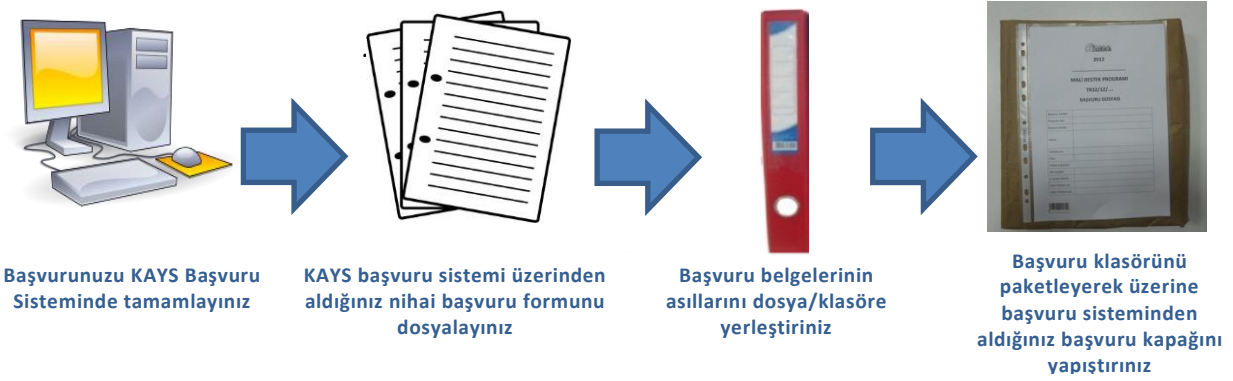 Başvurunuzu KAYS Başvuru
Sisteminde tamamlayınız
KAYS başvuru sistemi üzerinden
aldığınız nihai başvuru formunu
dosyalayınız
Başvuru belgelerinin
asıllarını dosya/klasöre
yerleştiriniz
2012
MALİ DESTEK PROGRAMI
BAŞVURU DOSYASI
Başvuru klasörünü
paketleyerek üzerine
başvuru sisteminden
aldığınız başvuru kapağını
yapıştırınız